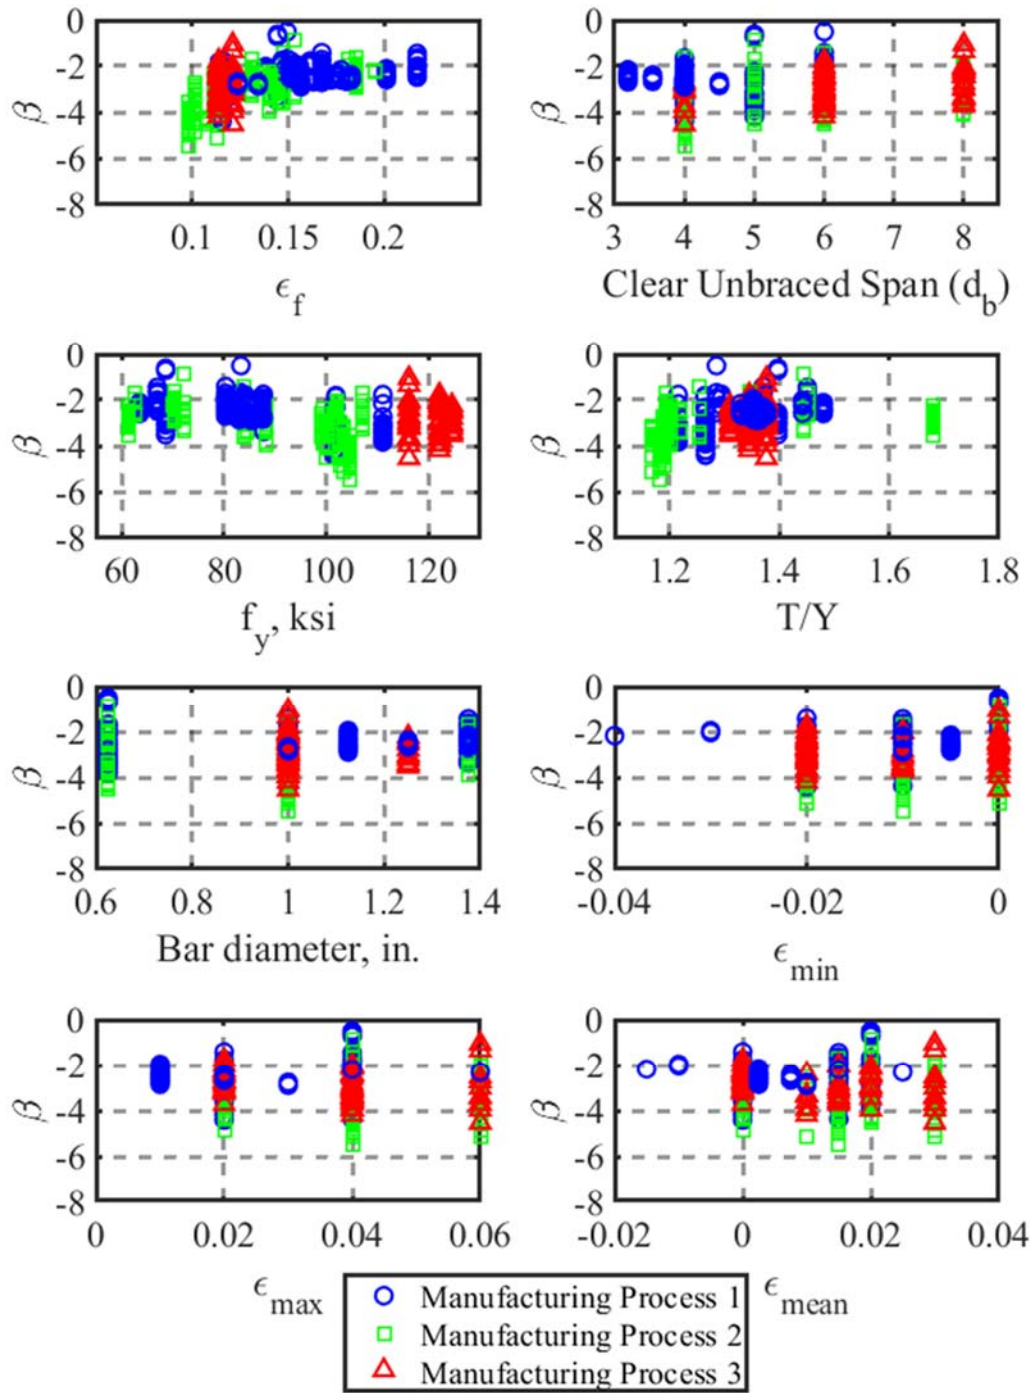 0 0
-2 -2
β -4 β -4
-6 -6
-8 -8
0.1 0.15 0.2 3 4 5 6 7 8
ϵf Clear Unbraced Span (db)
0 0
-2 -2
β -4 β -4
-6 -6
-8 -8
60 80 100 120 1.2 1.4 1.6 1.8
fy, ksi T/Y
0 0
-2 -2
β -4 β -4
-6 -6
-8 -8
0.6 0.8 1 1.2 1.4 -0.04 -0.02 0
Bar diameter, in. ϵmin
0 0
-2 -2
β -4 β -4
-6 -6
-8 -8
0 0.02 0.04 0.06 -0.02 0 0.02 0.04
ϵmax ϵmean
Manufacturing Process 1
Manufacturing Process 2
Manufacturing Process 3